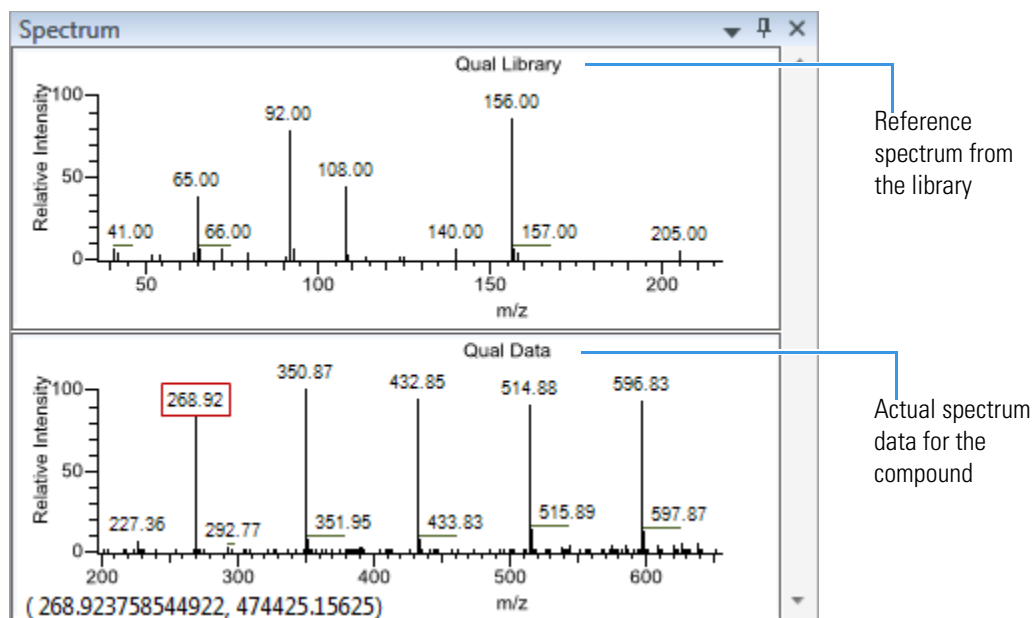 Spectrum
Qual Library
Relative Intensity
100
50
0
41.00
65.00
66.00
92.00
108.00
140.00
156.00
157.00
205.00
50
100
150
200
m/z
Reference
spectrum from
the library
Qual Data
Relative Intensity
100
50
0
227.36
268.92
292.77
350.87
351.95
432.85
433.83
514.88
515.89
596.83
597.87
200
300
400
500
600
m/z
( 268.923758544922, 474425.15625)
Actual spectrum
data for the
compound